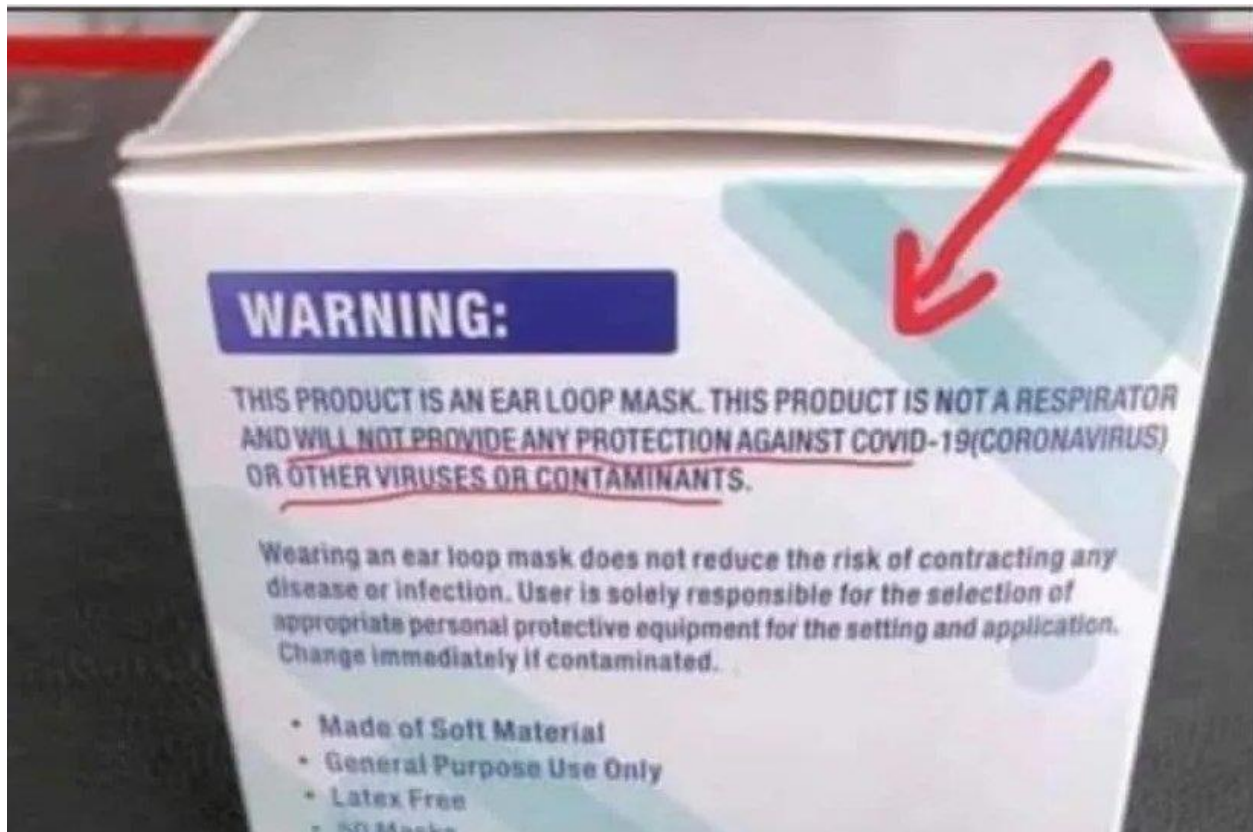 WARNING:
THIS PRODUCT IS AN EAR LOOP MASK. THIS PRODUCT IS NOT A RESPIRATOR
AND WILL NOT PROVIDE ANY PROTECTION AGAINST COVID-19(CORONAVIRUS)
OR OTHER VIRUSES OR CONTAMINANTS.
Wearing an ear loop mask does not reduce the risk of contracting any
disease or infection. User is solely responsible for the selection of
appropriate personal protective equipment for the setting and application.
Change immediately if contaminated.
• Made of Soft Material
• General Purpose Use Only
• Latex Free
• 50 Masks